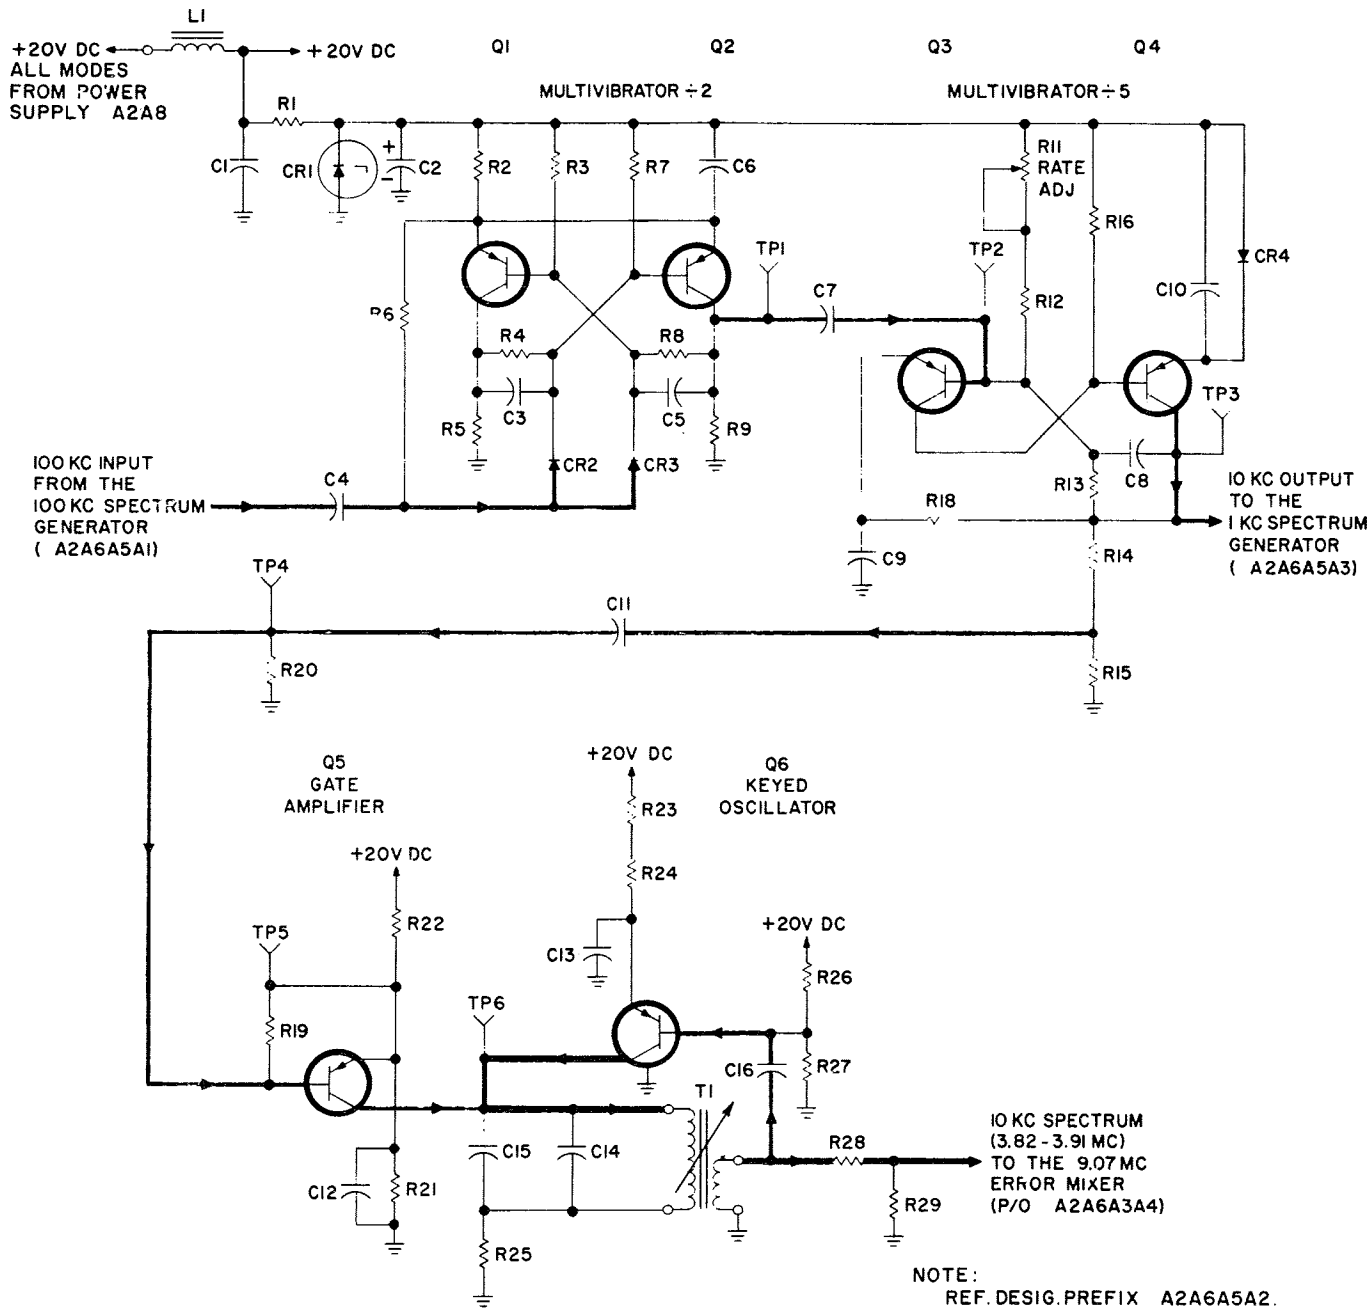 L1
+20V DC
+20V DC
ALL MODES
FROM POWER
SUPPLY A2A8
Q1
Q2
Q3
Q4
MULTIVIBRATOR ÷2
MULTIVIBRATOR ÷5
R1
C1
CR1
+
-
C2
R2
R3
R7
C6
R11
RATE
ADJ
R16
C10
CR4
TP1
TP2
C7
R12
R6
R4
R8
C3
C5
R5
R9
TP3
CR2
CR3
C8
R13
100 KC INPUT
FROM THE
100 KC SPECTRUM
GENERATOR
( A2A6A5A1)
C4
R18
C9
R14
10 KC OUTPUT
TO THE
1 KC SPECTRUM
GENERATOR
( A2A6A5A3)
TP4
C11
R20
R15
Q5
GATE
AMPLIFIER
+20V DC
Q6
KEYED
OSCILLATOR
R23
R24
+20V DC
R22
TP5
C13
+20V DC
R26
TP6
R19
C16
R27
T1
C15
C14
R28
R29
C12
R21
R25
10 KC SPECTRUM
(3.82-3.91 MC)
TO THE 9.07 MC
ERROR MIXER
(P/O A2A6A3A4)
NOTE:
REF. DESIG. PREFIX A2A6A5A2.